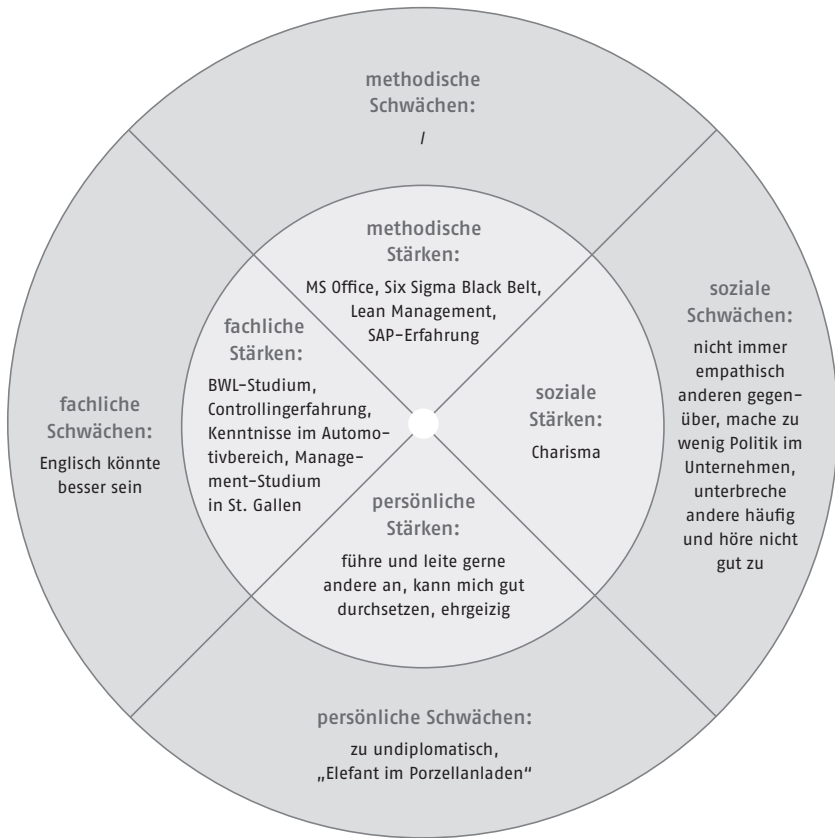 methodische
Schwächen:
/
methodische
Stärken:
MS Office, Six Sigma Black Belt,
Lean Management,
SAP-Erfahrung
fachliche
Stärken:
BWL-Studium,
Controllingerfahrung,
Kenntnisse im Automo-
tivbereich, Manage-
ment-Studium
in St. Gallen
soziale
Stärken:
Charisma
persönliche
Stärken:
führe und leite gerne
andere an, kann mich gut
durchsetzen, ehrgeizig
fachliche
Schwächen:
Englisch könnte
besser sein
soziale
Schwächen:
nicht immer
empathisch
anderen gegen-
über, mache zu
wenig Politik im
Unternehmen,
unterbreche
andere häufig
und höre nicht
gut zu
persönliche Schwächen:
zu undiplomatisch,
„Elefant im Porzellanladen“